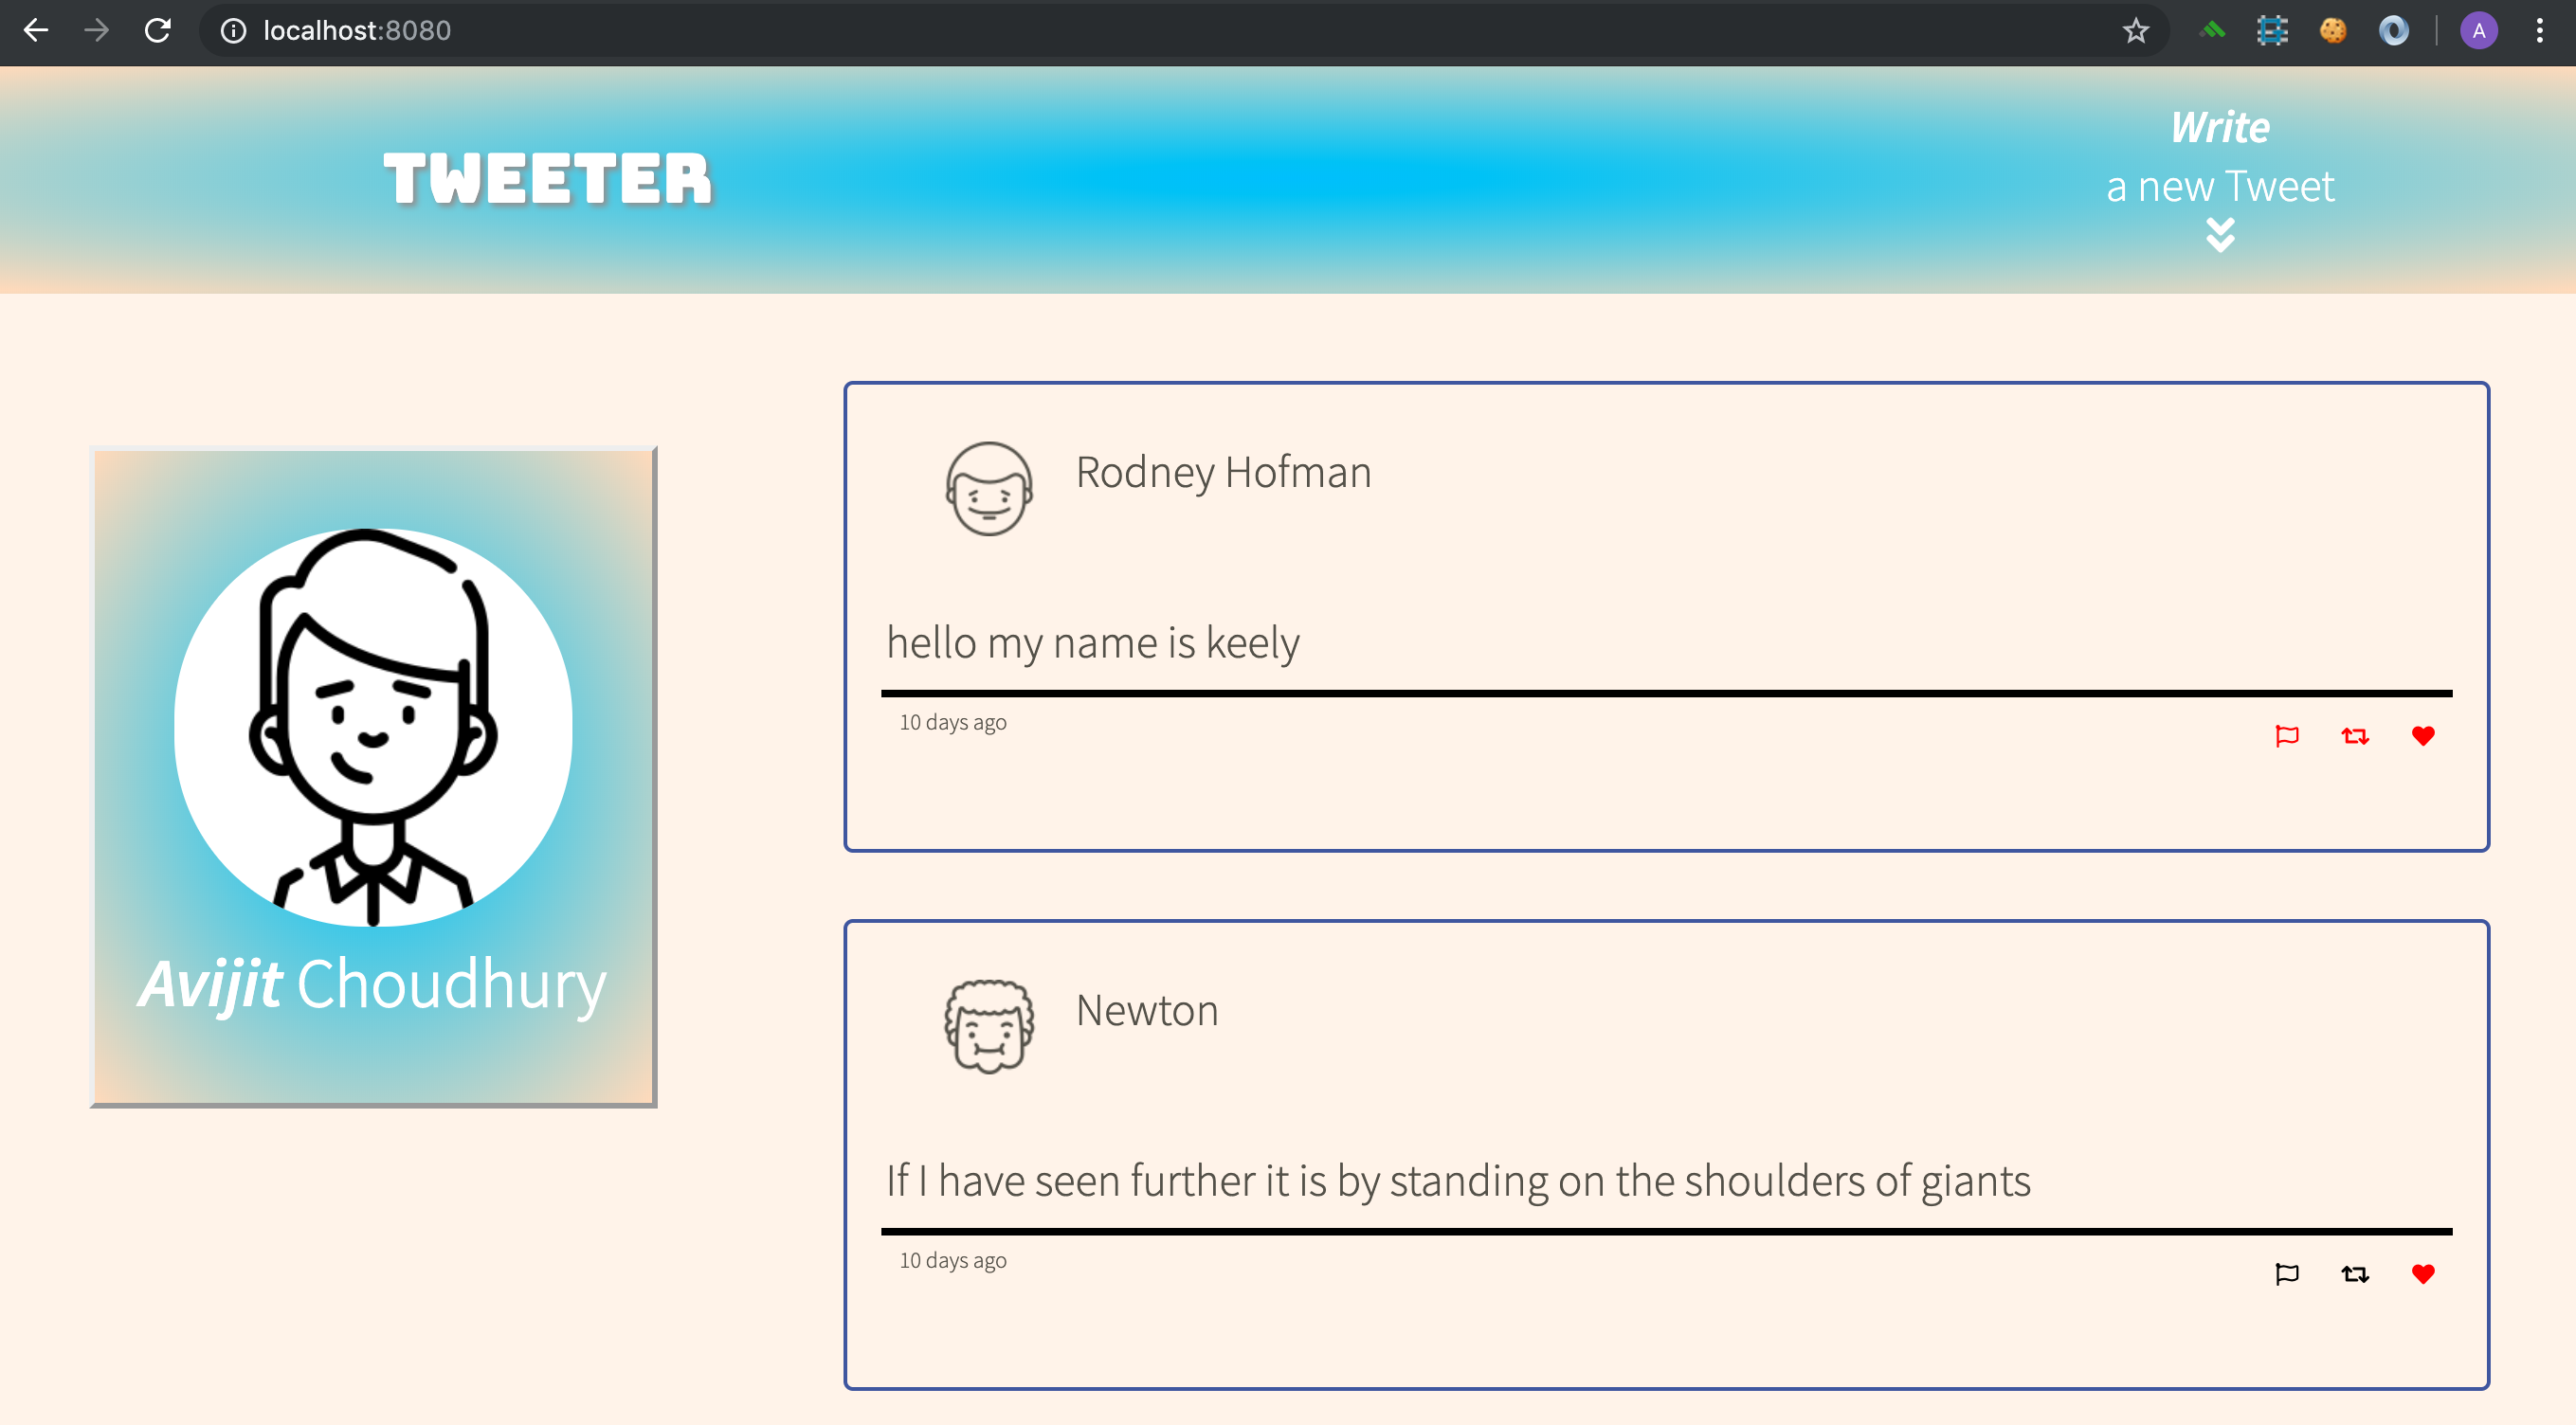 localhost:8080
A
TWEETER
Write
a new Tweet
Avijit Choudhury
Rodney Hofman
hello my name is keely
10 days ago
Newton
If I have seen further it is by standing on the shoulders of giants
10 days ago